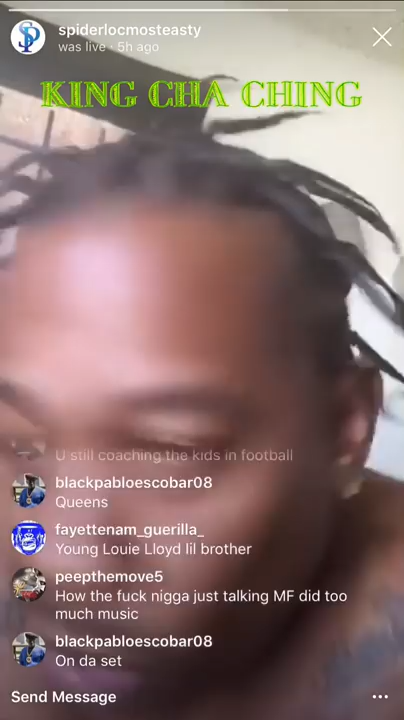 spiderlocmosteasty
was live · 5h ago
KING CHA CHING
U still coaching the kids in football
blackpabloescobar08
Queens
fayettenam_guerilla_
Young Louie Lloyd lil brother
peepthemove5
How the fuck nigga just talking MF did too
much music
blackpabloescobar08
On da set
Send Message